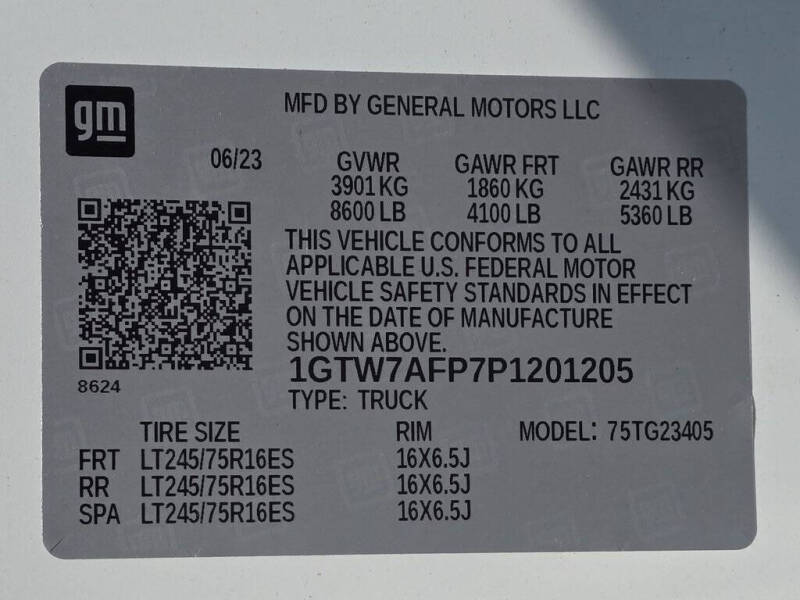 gm
MFD BY GENERAL MOTORS LLC
06/23 GVWR GAWR FRT GAWR RR
3901 KG 1860 KG 2431 KG
8600 LB 4100 LB 5360 LB
THIS VEHICLE CONFORMS TO ALL
APPLICABLE U.S. FEDERAL MOTOR
VEHICLE SAFETY STANDARDS IN EFFECT
ON THE DATE OF MANUFACTURE
SHOWN ABOVE.
1GTW7AFP7P1201205
8624
TYPE: TRUCK
TIRE SIZE RIM MODEL: 75TG23405
FRT LT245/75R16ES 16X6.5J
RR LT245/75R16ES 16X6.5J
SPA LT245/75R16ES 16X6.5J